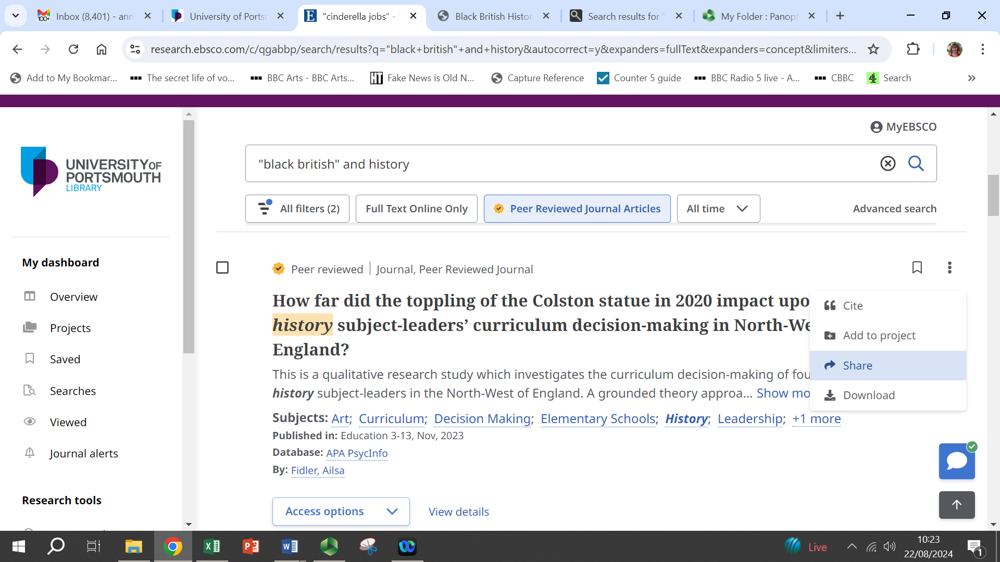 Inbox (8,401) - ann
University of Ports
"cinderella jobs" -
Black British Histor
Search results for "
My Folder : Panopt
research.ebsco.com/c/qgabbp/search/results?q="black+british"+and+history&autocorrect=y&expanders=fullText&expanders=concept&limiters...
Add to My Bookmar...
The secret life of vo...
BBC Arts - BBC Arts...
Fake News is Old N...
Capture Reference
Counter 5 guide
BBC Radio 5 live - A...
CBBC
Search
MyEBSCO
UNIVERSITY OF
PORTSMOUTH
LIBRARY
"black british" and history
All filters (2)
Full Text Online Only
Peer Reviewed Journal Articles
All time
Advanced search
My dashboard
Overview
Projects
Saved
Searches
Viewed
Journal alerts
Research tools
Peer reviewed
Journal, Peer Reviewed Journal
How far did the toppling of the Colston statue in 2020 impact upo
history subject-leaders’ curriculum decision-making in North-We
England?
This is a qualitative research study which investigates the curriculum decision-making of fou
history subject-leaders in the North-West of England. A grounded theory approa... Show mo
Cite
Add to project
Share
Download
Subjects: Art; Curriculum; Decision Making; Elementary Schools; History; Leadership; +1 more
Published in: Education 3-13, Nov, 2023
Database: APA PsycInfo
By: Fidler, Ailsa
Access options
View details
Live
10:23
22/08/2024
1